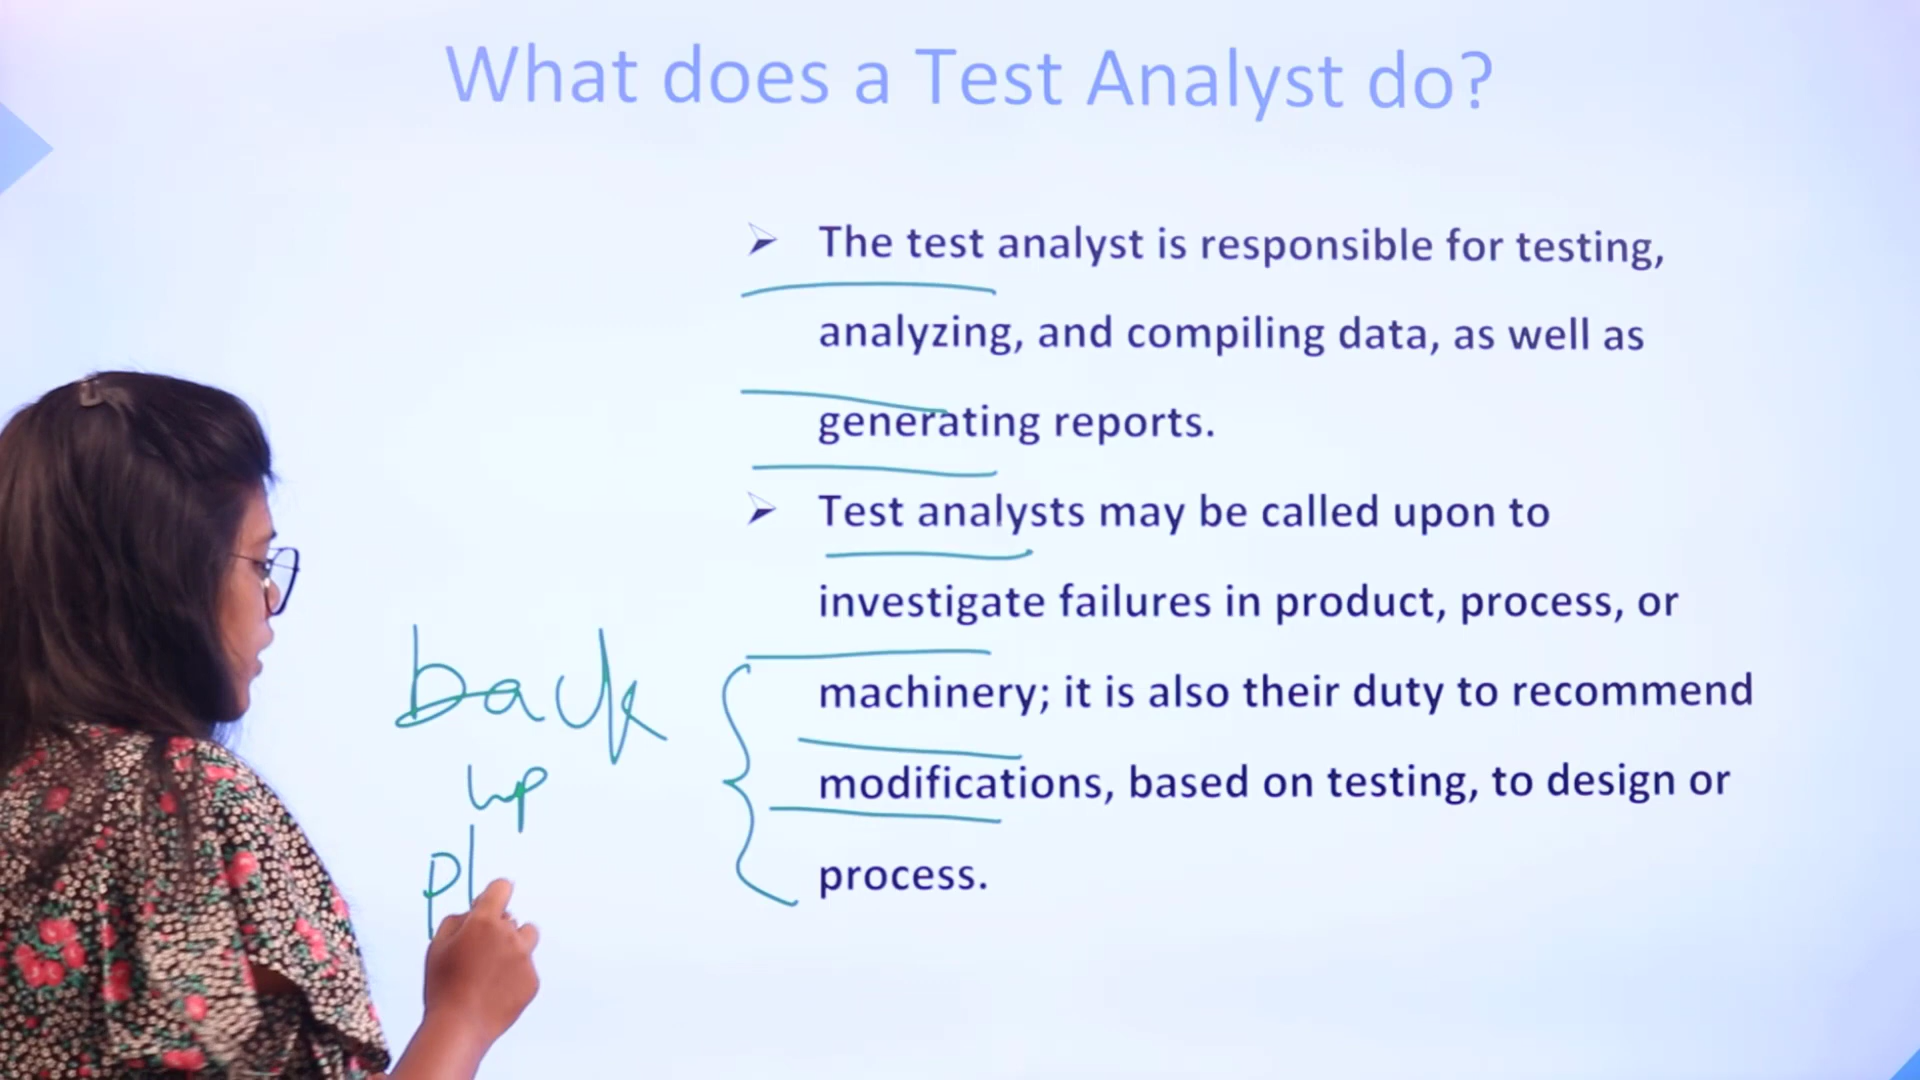 What does a Test Analyst do?
The test analyst is responsible for testing,
analyzing, and compiling data, as well as
generating reports.
Test analysts may be called upon to
investigate failures in product, process, or
machinery; it is also their duty to recommend
modifications, based on testing, to design or
process.
back
up
pl